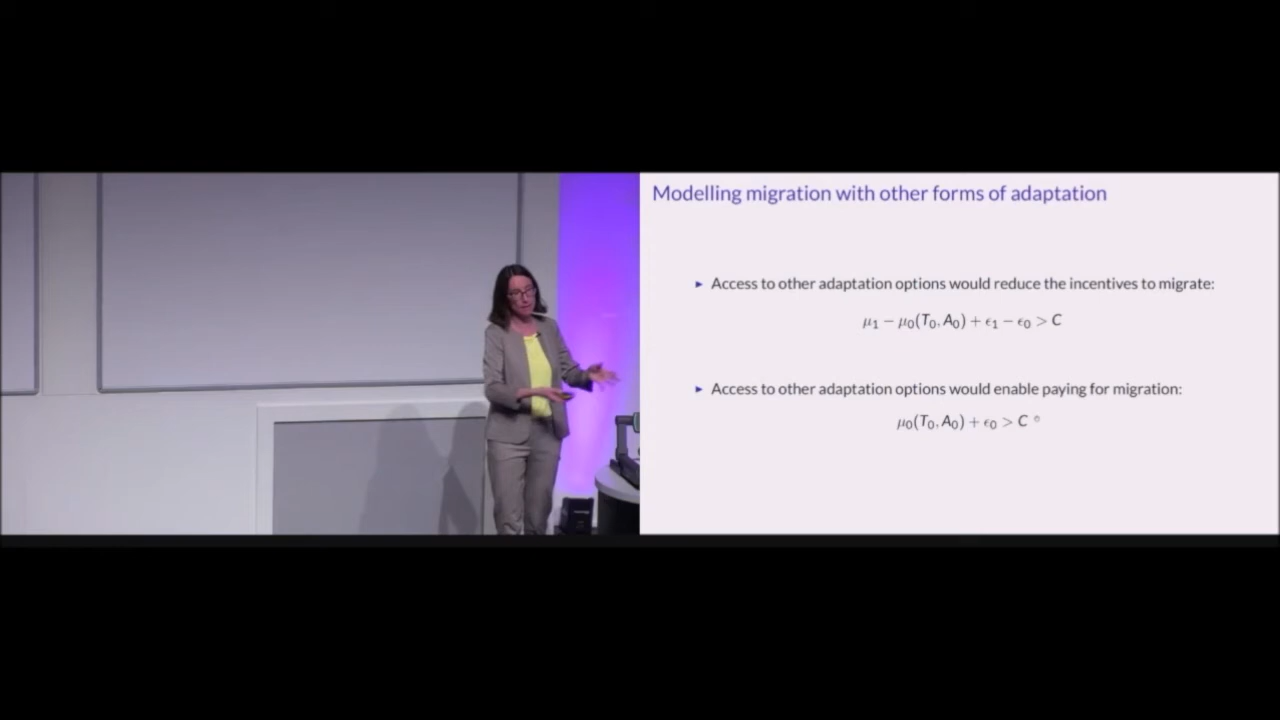 Modelling migration with other forms of adaptation
► Access to other adaptation options would reduce the incentives to migrate:
μ₁ − μ₀(T₀, A₀) + ϵ₁ − ϵ₀ > C
► Access to other adaptation options would enable paying for migration:
μ₀(T₀, A₀) + ϵ₀ > C